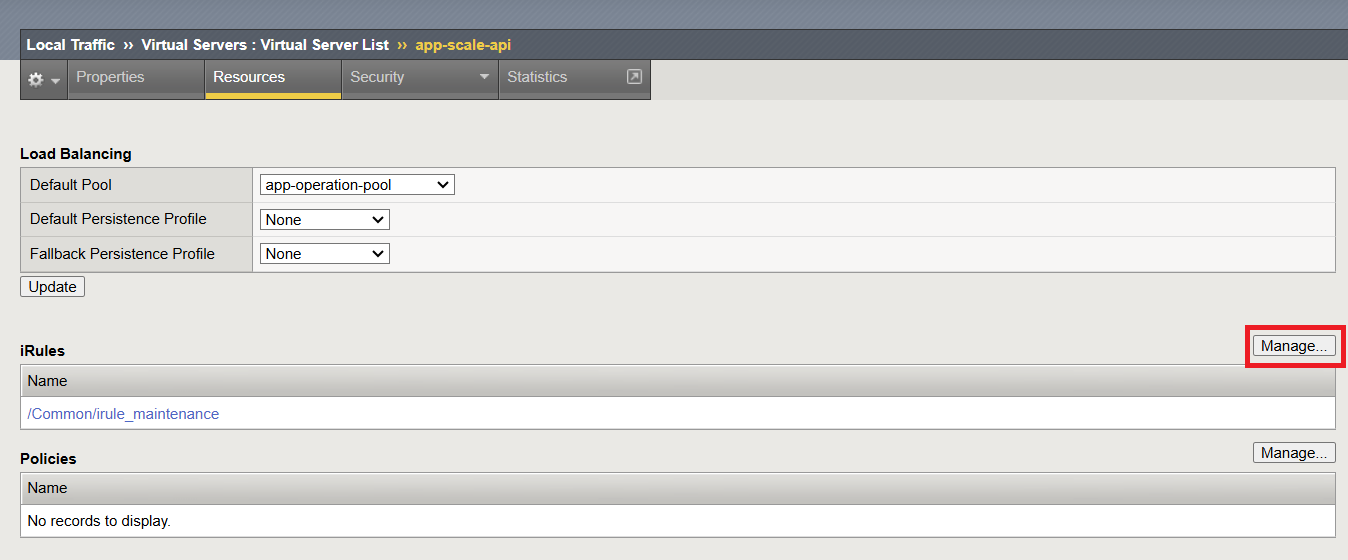 Local Traffic ›› Virtual Servers : Virtual Server List ›› app-scale-api
Properties Resources Security Statistics
Load Balancing
Default Pool app-operation-pool
Default Persistence Profile None
Fallback Persistence Profile None
Update
iRules Manage...
Name
/Common/irule_maintenance
Policies Manage...
Name
No records to display.